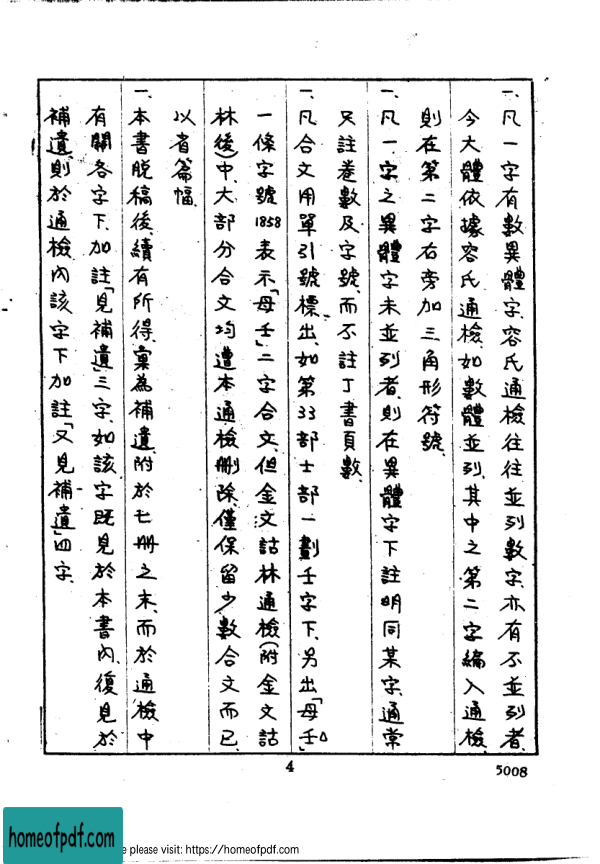 一、凡一字有數異體字、容氏通檢往往並列數字、亦有不並列者、
今大體依據容氏通檢、如數體並列、其中之第二字編入通檢、
則在第二字右旁加三角形符號、
一、凡一字之異體字未並列者、則在異體字下註明同某字、通常
只註卷數及字號、而不註丁書頁數、
一、凡合文用單引號標出、如第33部士部一劃壬字下、另出「母壬△」
一條字號1858表示「母壬」二字合文、但金文詁林通檢(附金文詁
林後)中、大部分合文均遭本通檢刪除、僅保留少數合文而已、
以省篇幅、
一、本書脱稿後、續有所得、彙為補遺、附於七冊之末、而於通檢中
有關各字下、加註「見補遺」三字、如該字既見於本書內、復見於
補遺、則於通檢內該字下加註「又見補遺」四字、
4
5008
homeofpdf.com
e please visit: https://homeofpdf.com